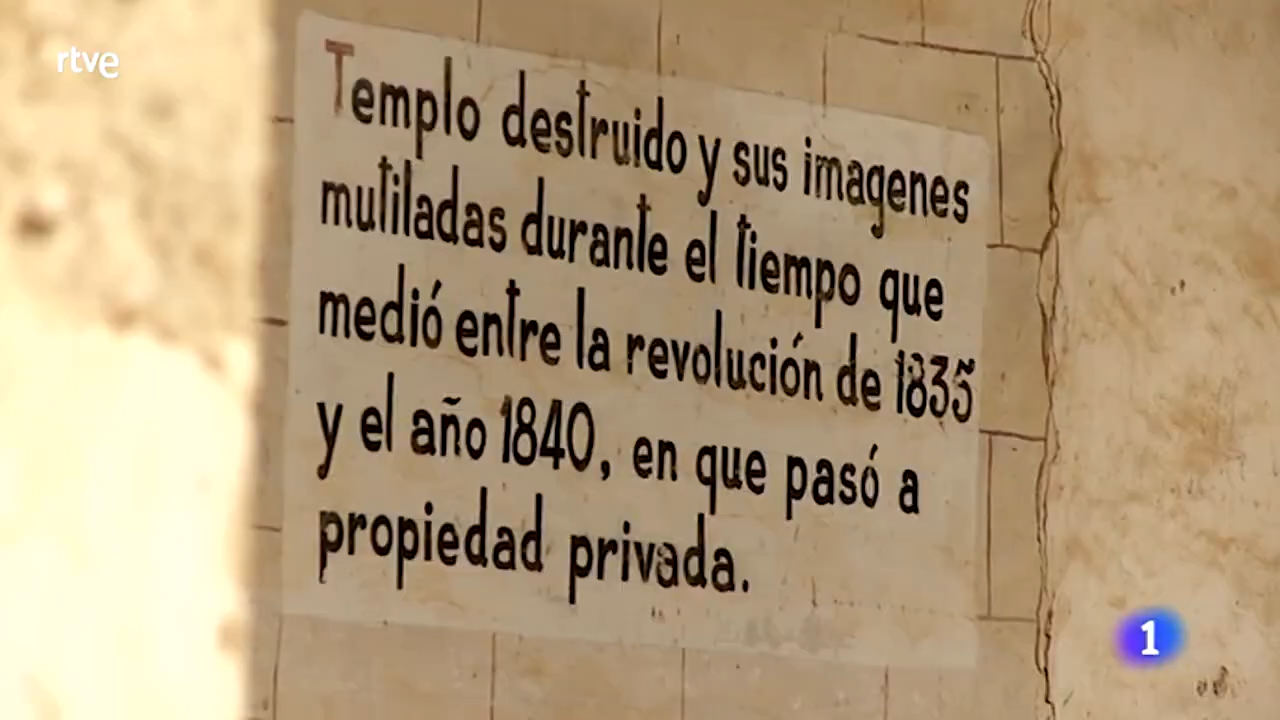 rtve
Templo destruido y sus imagenes
mutiladas durante el tiempo que
medió entre la revolución de 1835
y el año 1840, en que pasó a
propiedad privada.
1